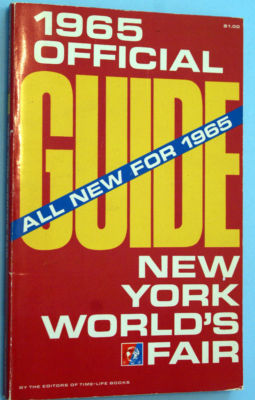 $1.00
1965
OFFICIAL
GUIDE
ALL NEW FOR 1965
NEW
YORK
WORLD'S
FAIR
BY THE EDITORS OF TIME-LIFE BOOKS